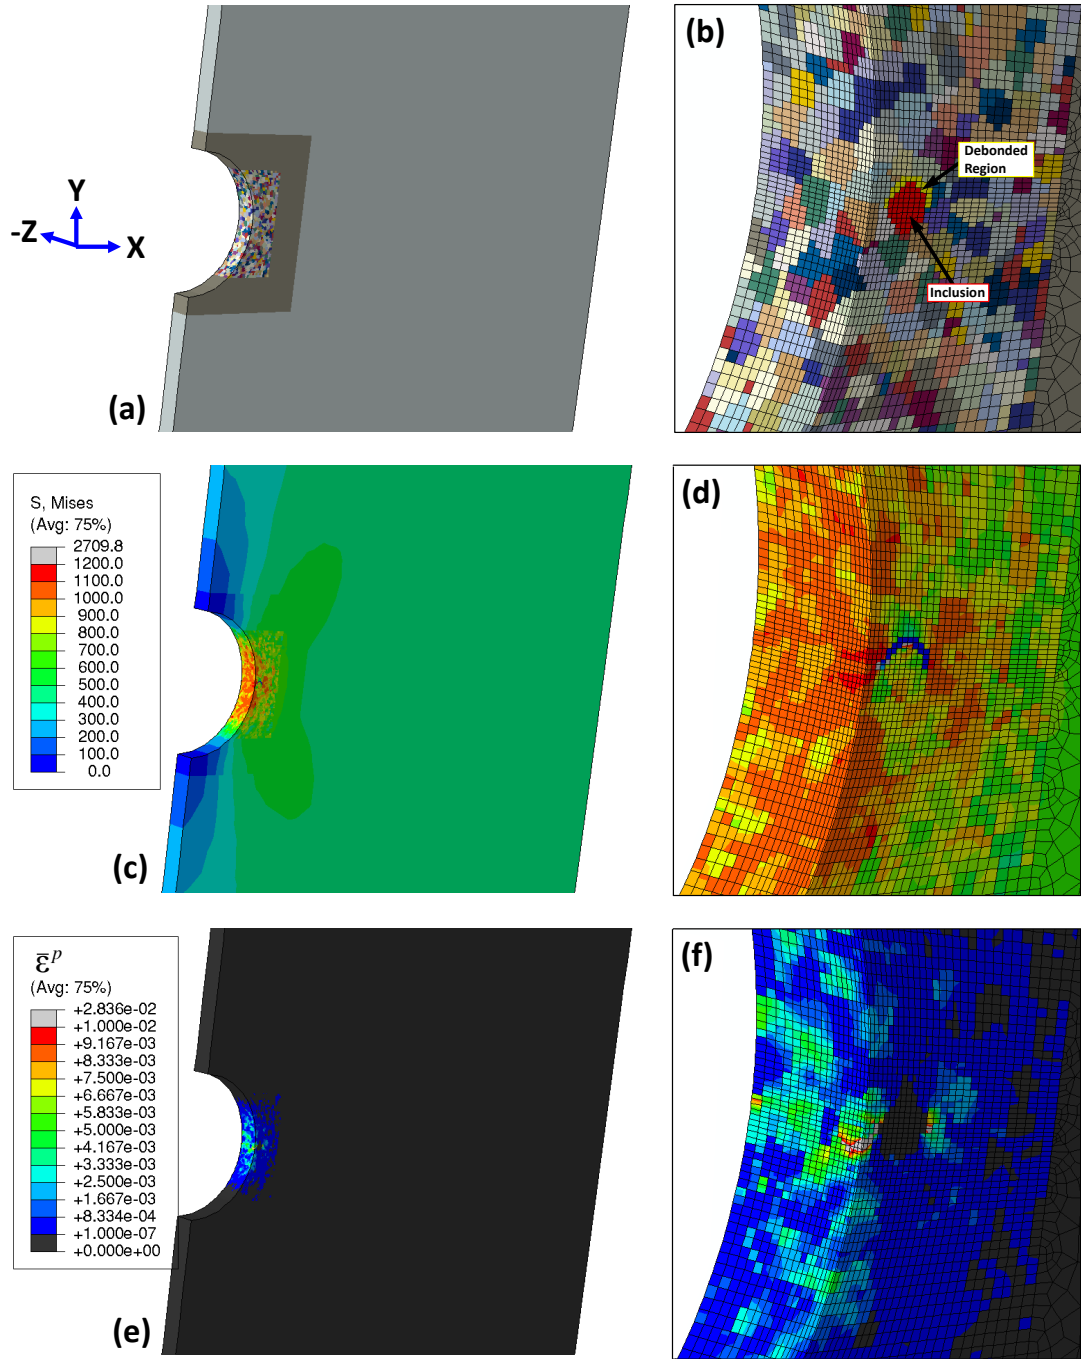 (a)
Y
-Z
X
(b)
Debonded
Region
Inclusion
(c)
S, Mises
(Avg: 75%)
2709.8
1200.0
1100.0
1000.0
900.0
800.0
700.0
600.0
500.0
400.0
300.0
200.0
100.0
0.0
(d)
(e)
ε̅ᵖ
(Avg: 75%)
+2.836e-02
+1.000e-02
+9.167e-03
+8.333e-03
+7.500e-03
+6.667e-03
+5.833e-03
+5.000e-03
+4.167e-03
+3.333e-03
+2.500e-03
+1.667e-03
+8.334e-04
+1.000e-07
+0.000e+00
(f)